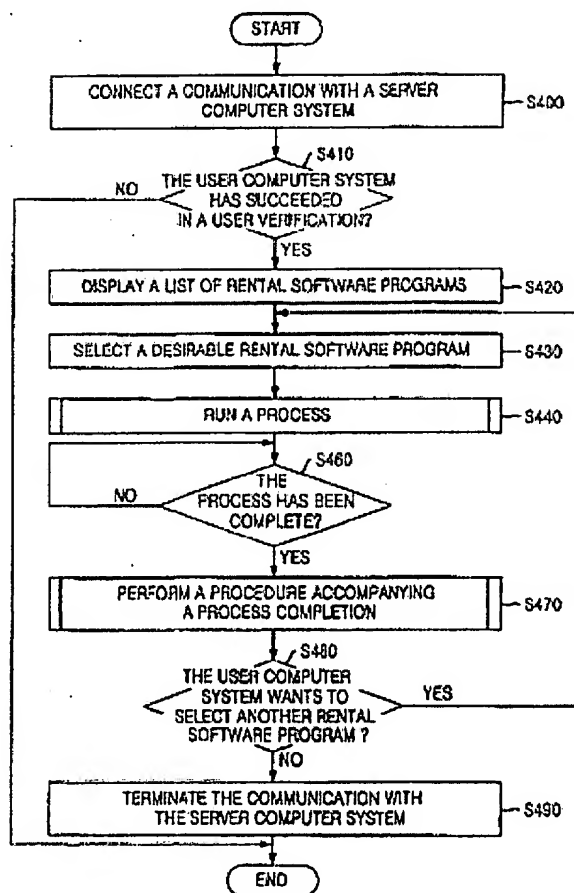 START
CONNECT A COMMUNICATION WITH A SERVER
COMPUTER SYSTEM
S400
S410
NO
THE USER COMPUTER SYSTEM
HAS SUCCEEDED
IN A USER VERIFICATION?
YES
DISPLAY A LIST OF RENTAL SOFTWARE PROGRAMS
S420
SELECT A DESIRABLE RENTAL SOFTWARE PROGRAM
S430
RUN A PROCESS
S440
S460
NO
THE
PROCESS HAS BEEN
COMPLETE?
YES
PERFORM A PROCEDURE ACCOMPANYING
A PROCESS COMPLETION
S470
S480
THE USER COMPUTER
SYSTEM WANTS TO
SELECT ANOTHER RENTAL
SOFTWARE PROGRAM ?
YES
NO
TERMINATE THE COMMUNICATION WITH
THE SERVER COMPUTER SYSTEM
S490
END